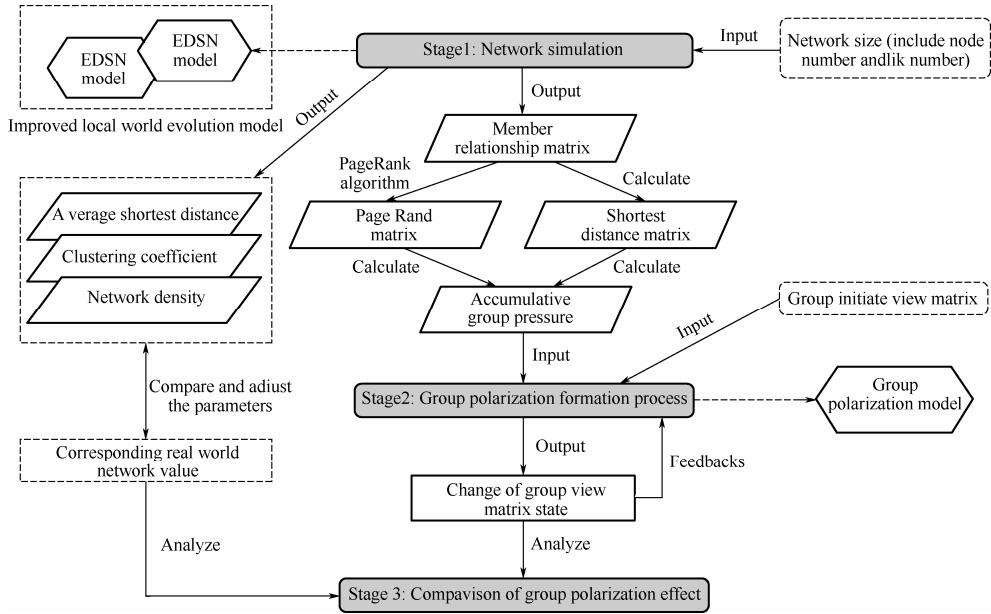 EDSN
model
EDSN
model
Improved local world evolution model
Stage1: Network simulation
Input
Network size (include node
number andlik number)
Output
Output
Member
relationship matrix
PageRank
algorithm
Calculate
Page Rand
matrix
Shortest
distance matrix
Calculate
Calculate
Accumulative
group pressure
A verage shortest distance
Clustering coefficient
Network density
Group initiate view matrix
Input
Input
Compare and adiust
the parameters
Stage2: Group polarization formation process
Group
polarization model
Corresponding real world
network value
Output
Feedbacks
Change of group view
matrix state
Analyze
Analyze
Stage 3: Compavison of group polarization effect